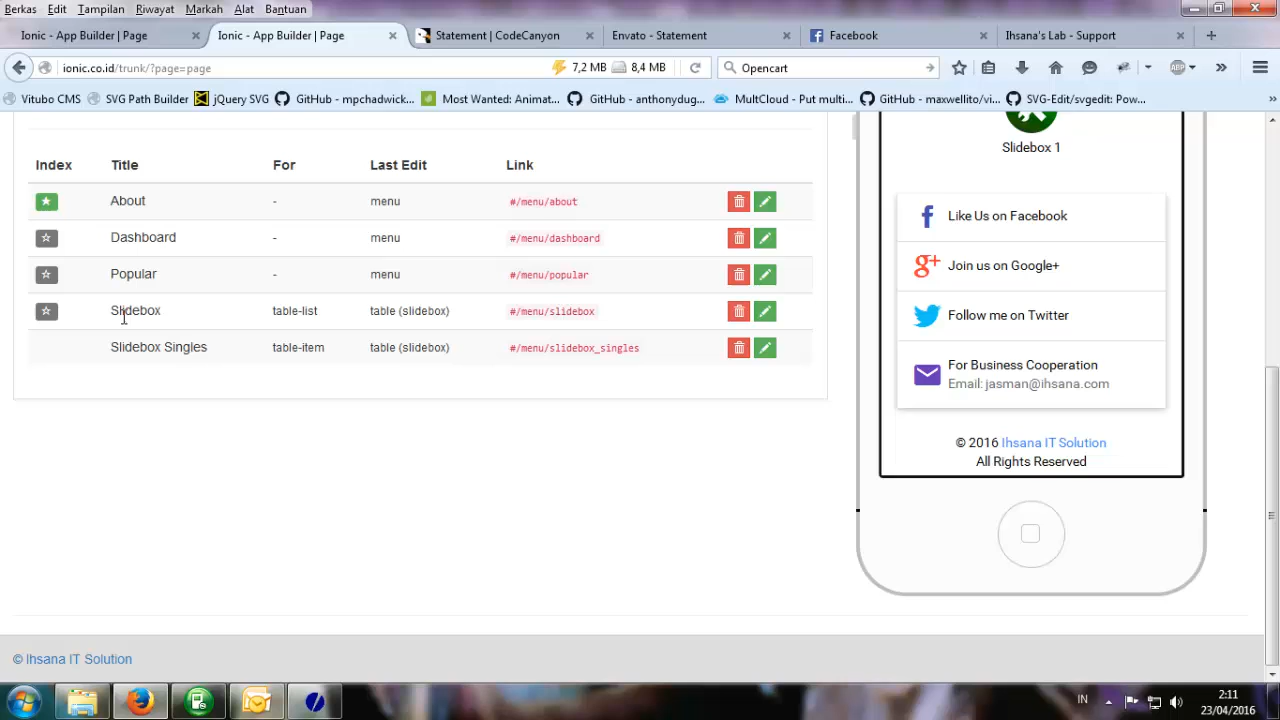 Berkas Edit Tampilan Riwayat Markah Alat Bantuan
Ionic - App Builder | Page × Ionic - App Builder | Page × Statement | CodeCanyon × Envato - Statement × Facebook × Ihsana's Lab - Support × +
ionic.co.id/trunk/?page=page 7,2 MB 8,4 MB Opencart ABP
Vitubo CMS SVG Path Builder jQuery SVG GitHub - mpchadwick,... Most Wanted: Animat... GitHub - anthonydug... MultCloud - Put multi... GitHub - maxwellito/vi... SVG-Edit/svgedit: Pow... »
Index Title For Last Edit Link
About - menu #/menu/about
Dashboard - menu #/menu/dashboard
Popular - menu #/menu/popular
Slidebox table-list table (slidebox) #/menu/slidebox
Slidebox Singles table-item table (slidebox) #/menu/slidebox_singles
Slidebox 1
Like Us on Facebook
Join us on Google+
Follow me on Twitter
For Business Cooperation
Email: jasman@ihsana.com
© 2016 Ihsana IT Solution
All Rights Reserved
© Ihsana IT Solution
IN 2:11
23/04/2016